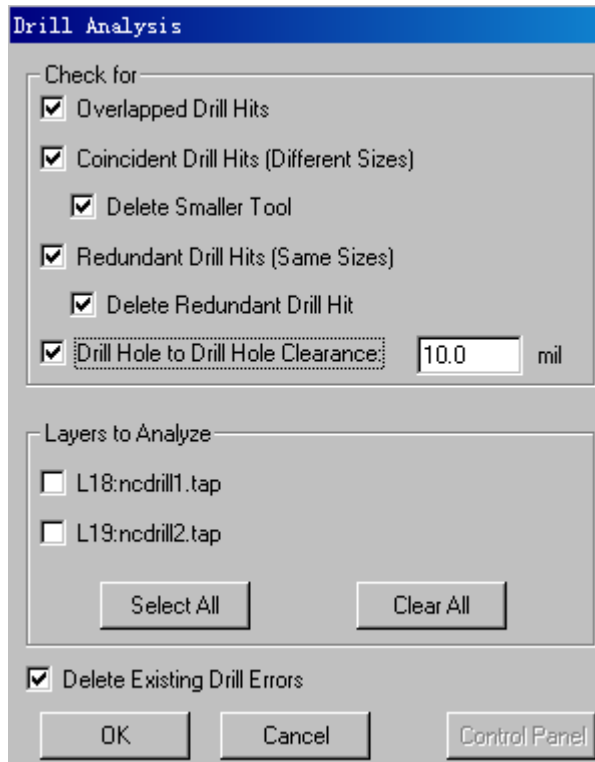 Drill Analysis
Check for
Overlapped Drill Hits
Coincident Drill Hits (Different Sizes)
Delete Smaller Tool
Redundant Drill Hits (Same Sizes)
Delete Redundant Drill Hit
Drill Hole to Drill Hole Clearance: 10.0 mil
Layers to Analyze
L18:ncdrill1.tap
L19:ncdrill2.tap
Select All Clear All
Delete Existing Drill Errors
OK Cancel Control Panel